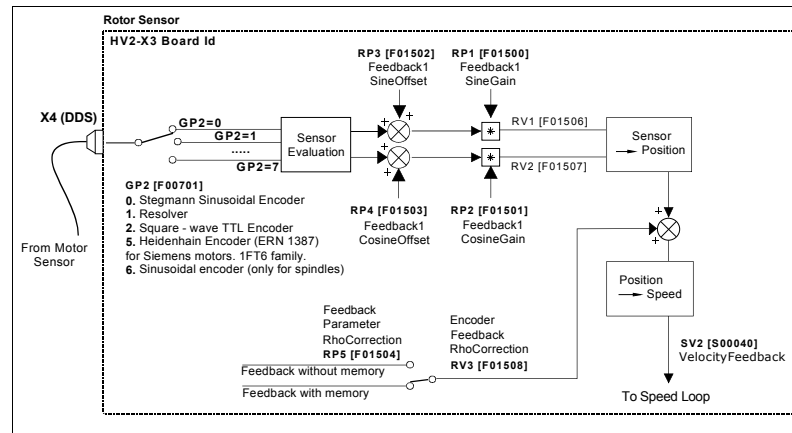 Rotor Sensor
HV2-X3 Board Id
RP3 [F01502]
Feedback1
SineOffset
RP1 [F01500]
Feedback1
SineGain
X4 (DDS)
GP2=0
GP2=1
.....
GP2=7
Sensor
Evaluation
+
+
+
+
*
*
RV1 [F01506]
RV2 [F01507]
Sensor
Position
GP2 [F00701]
0. Stegmann Sinusoidal Encoder
1. Resolver
2. Square - wave TTL Encoder
5. Heidenhain Encoder (ERN 1387)
for Siemens motors. 1FT6 family.
6. Sinusoidal encoder (only for spindles)
RP4 [F01503]
Feedback1
CosineOffset
RP2 [F01501]
Feedback1
CosineGain
+
+
From Motor
Sensor
Position
Speed
Feedback
Parameter
RhoCorrection
RP5 [F01504]
Encoder
Feedback
RhoCorrection
RV3 [F01508]
Feedback without memory
Feedback with memory
SV2 [S00040]
VelocityFeedback
To Speed Loop